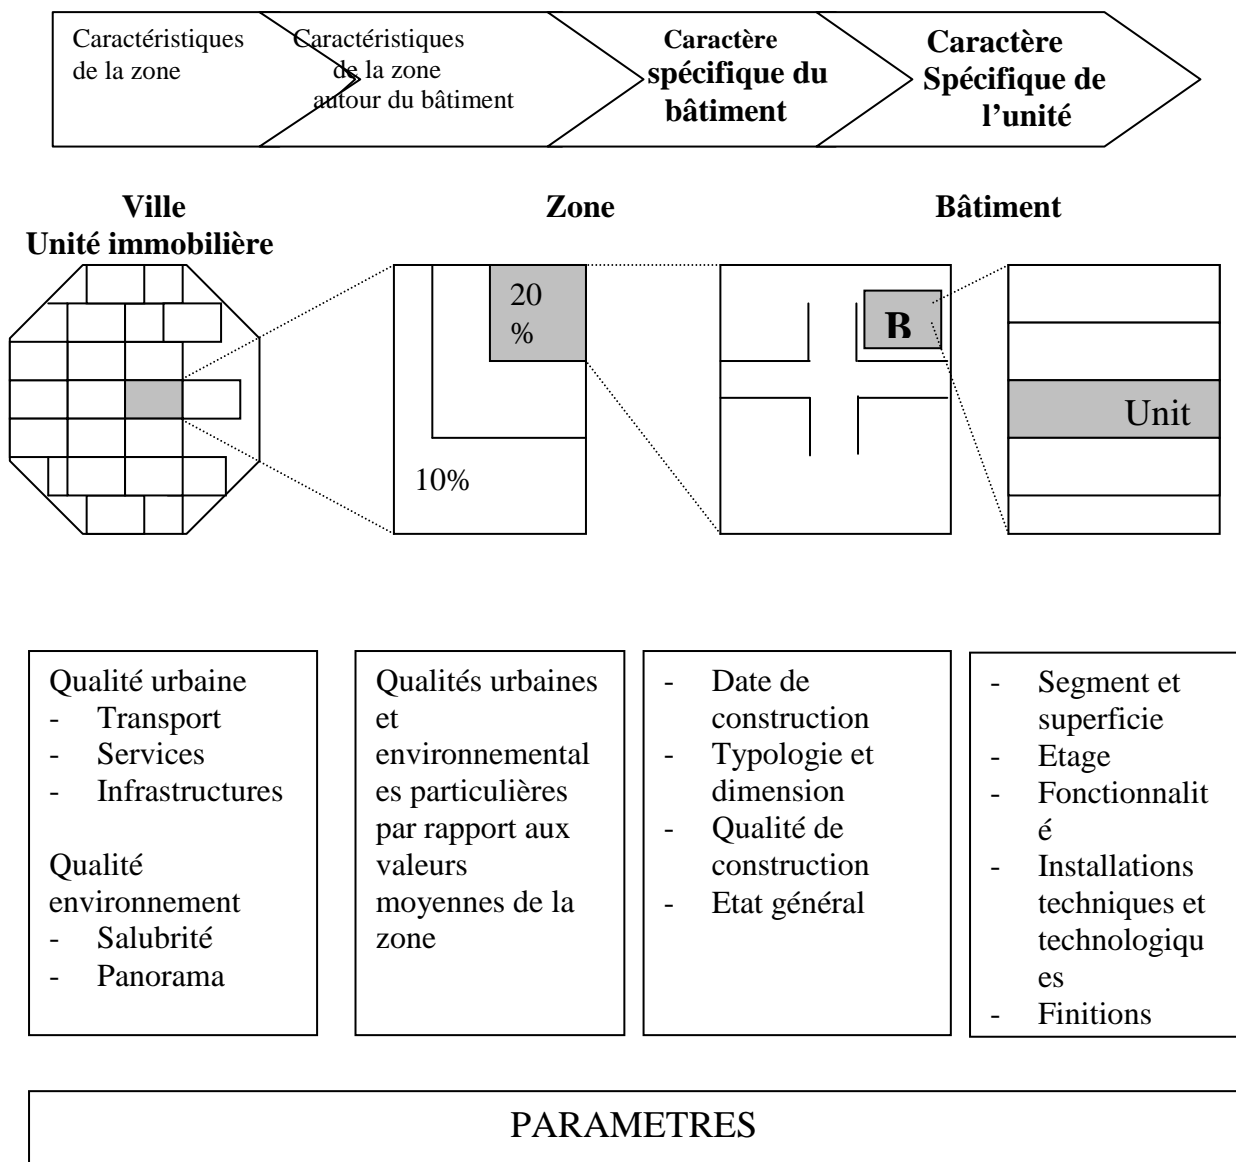 Caractéristiques
de la zone
Caractéristiques
de la zone
autour du bâtiment
Caractère
spécifique du
bâtiment
Caractère
Spécifique de
l'unité
Ville
Unité immobilière
Zone
Bâtiment
20
%
10%
B
Unit
Qualité urbaine
- Transport
- Services
- Infrastructures
Qualité
environnement
- Salubrité
- Panorama
Qualités urbaines
et
environnemental
es particulières
par rapport aux
valeurs
moyennes de la
zone
- Date de
construction
- Typologie et
dimension
- Qualité de
construction
- Etat général
- Segment et
superficie
- Etage
- Fonctionnalit
é
- Installations
techniques et
technologiqu
es
- Finitions
PARAMETRES